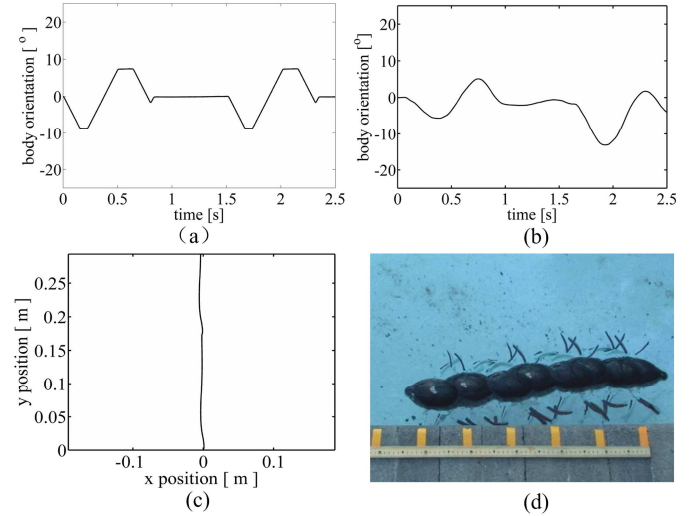 20
10
0
-10
-20
body orientation [ ° ]
0 0.5 1 1.5 2 2.5
time [s]
(a)
20
10
0
-10
-20
body orientation [°]
0 0.5 1 1.5 2 2.5
time [s]
(b)
0.25
0.20
0.15
0.10
0.05
0
y position [ m ]
-0.1 0 0.1
x position [ m ]
(c)
(d)